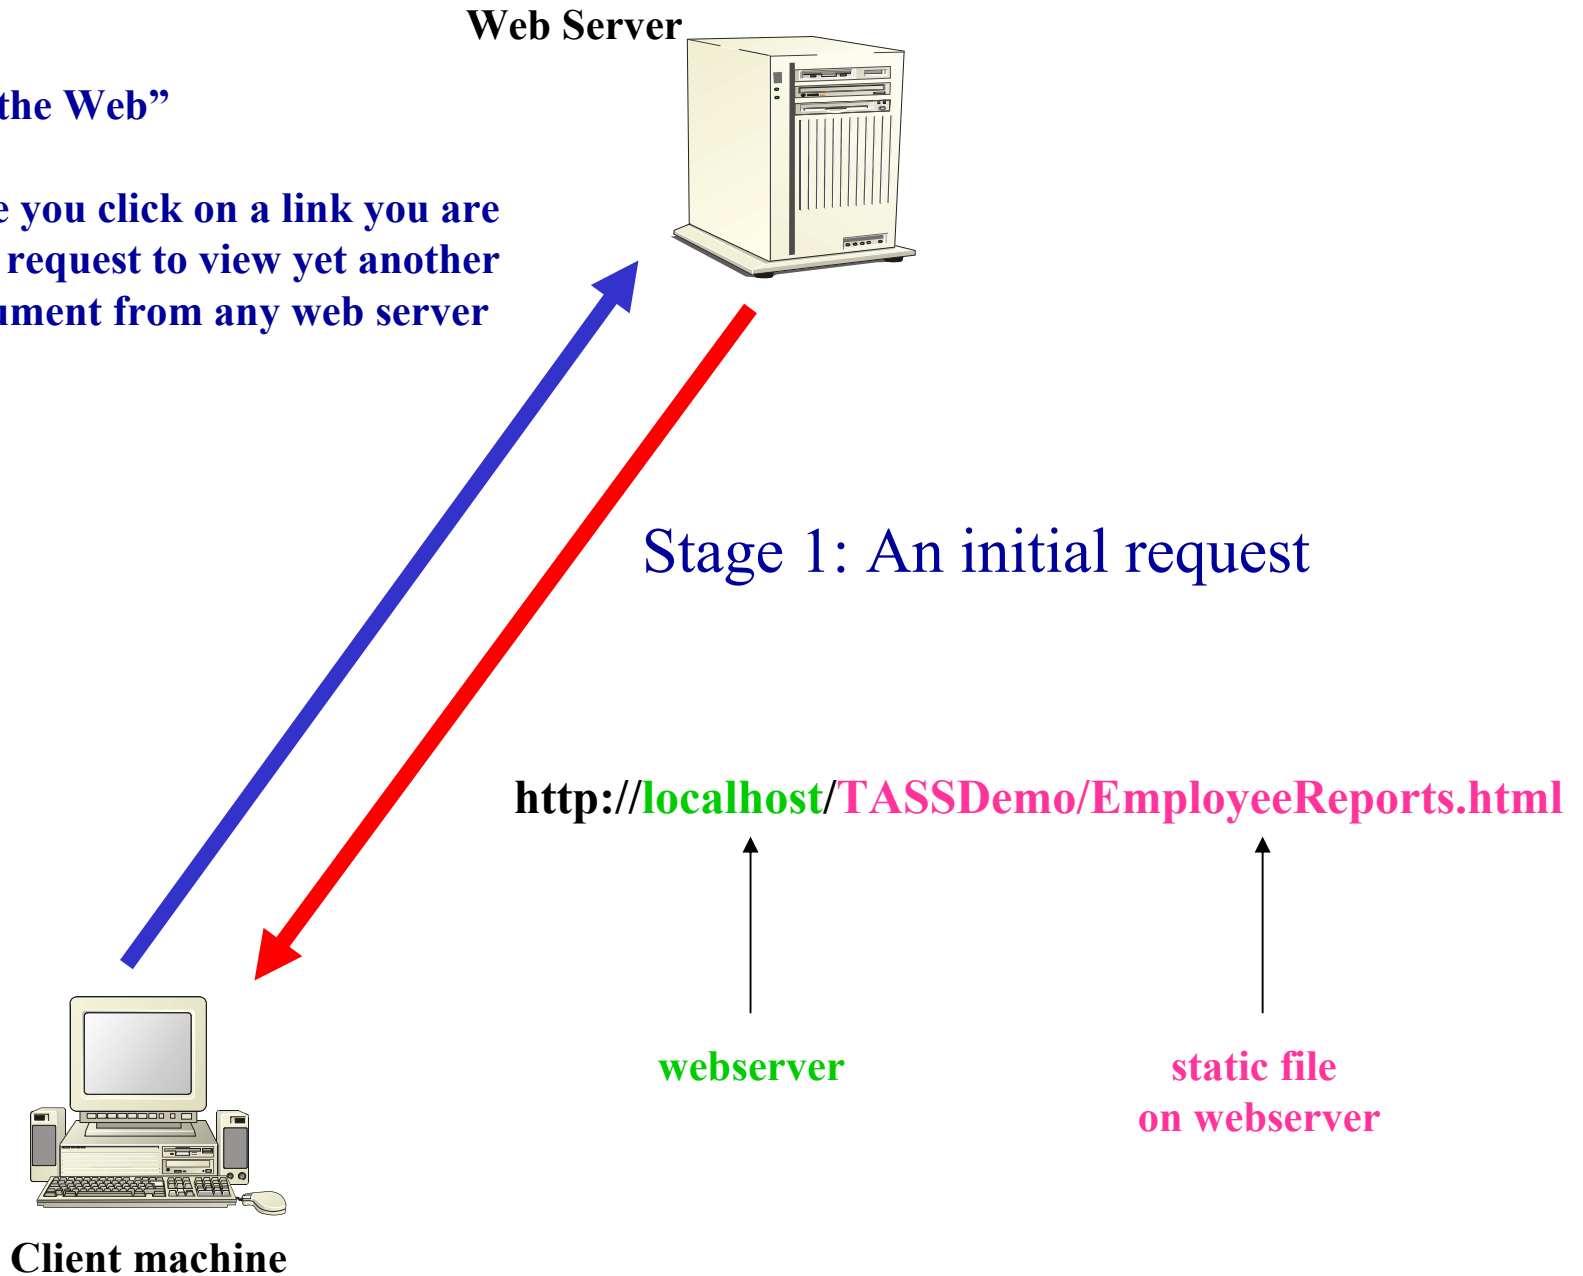 Web Server
the Web”
you click on a link you are
request to view yet another
from any web server
Stage 1: An initial request
http://localhost/TASSDemo/EmployeeReports.html
webserver
static file
on webserver
Client machine